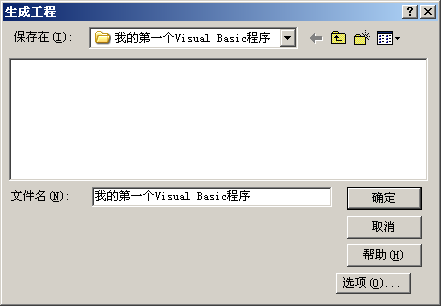 生成工程
保存在(I): 我的第一个Visual Basic程序
文件名(N): 我的第一个Visual Basic程序
确定
取消
帮助(H)
选项(O)...